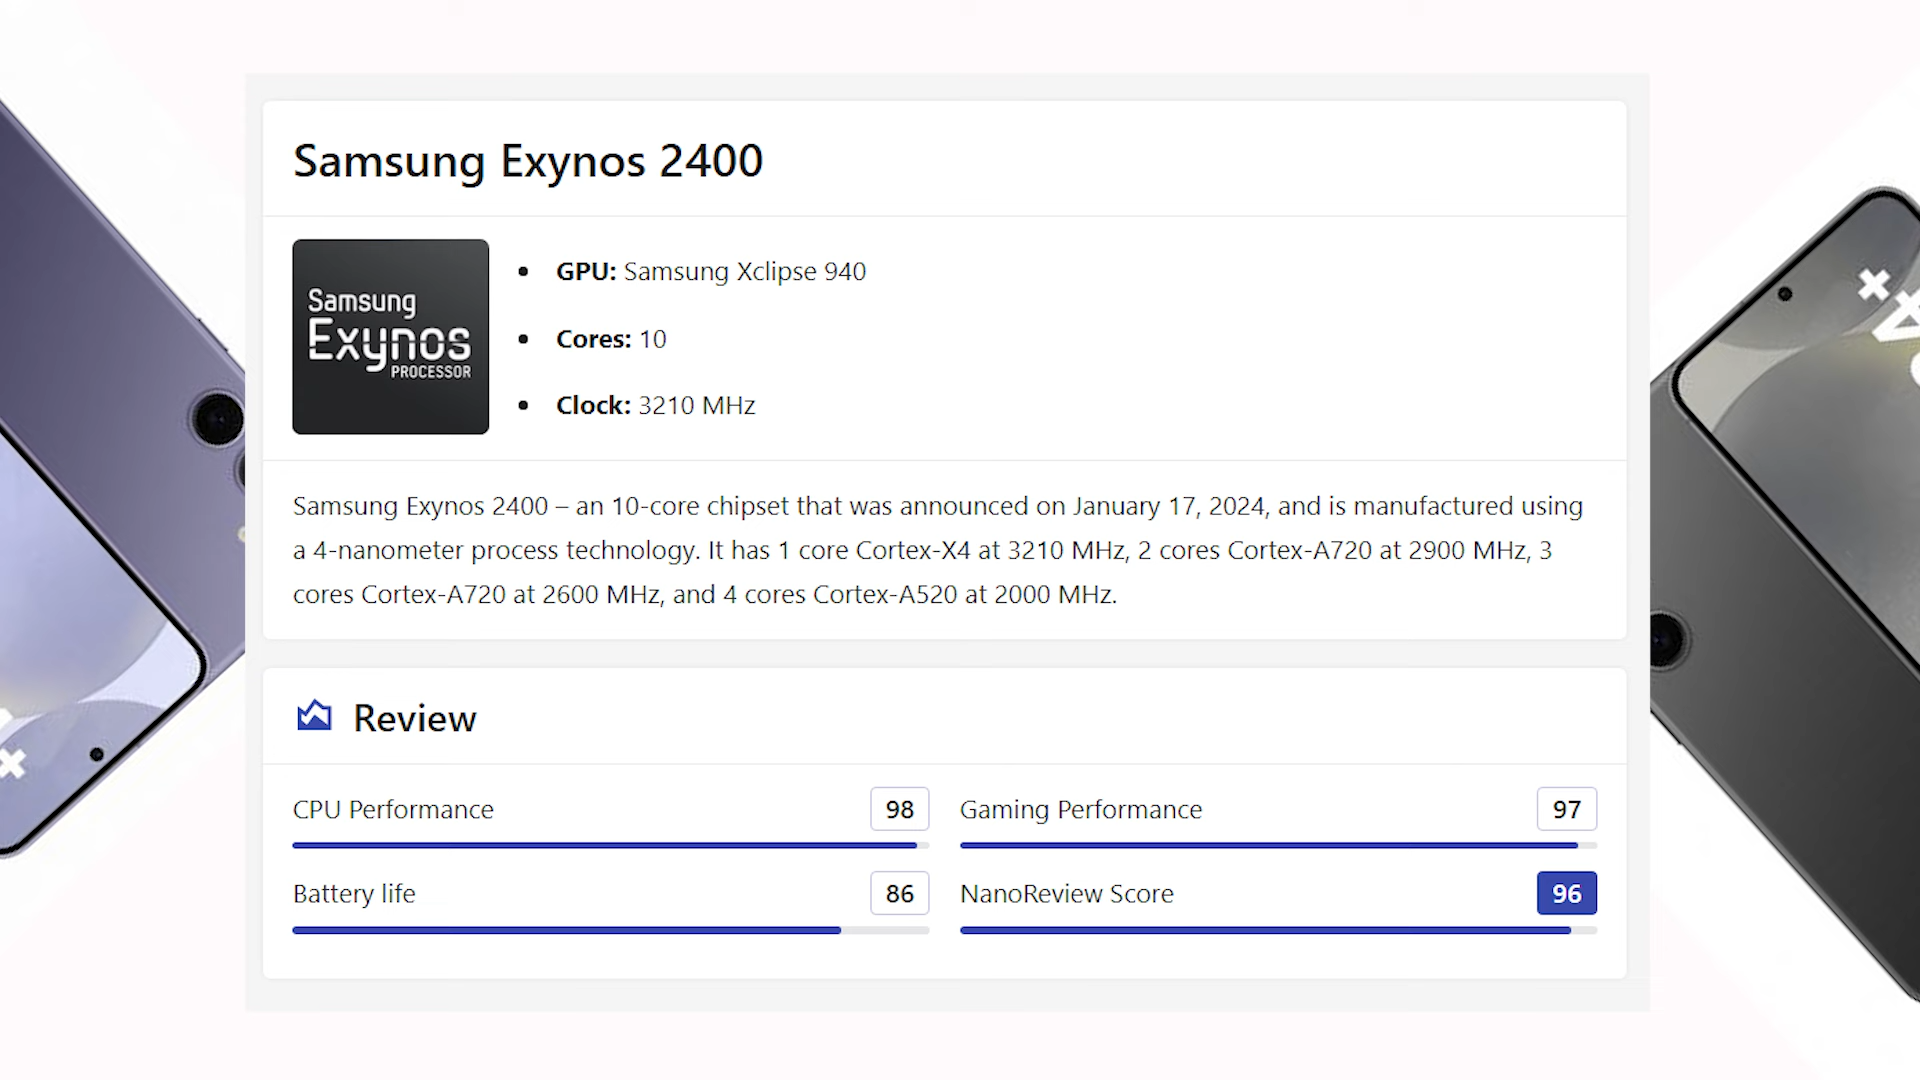 Samsung Exynos 2400
Samsung
Exynos
PROCESSOR
• GPU: Samsung Xclipse 940
• Cores: 10
• Clock: 3210 MHz
Samsung Exynos 2400 – an 10-core chipset that was announced on January 17, 2024, and is manufactured using
a 4-nanometer process technology. It has 1 core Cortex-X4 at 3210 MHz, 2 cores Cortex-A720 at 2900 MHz, 3
cores Cortex-A720 at 2600 MHz, and 4 cores Cortex-A520 at 2000 MHz.
Review
CPU Performance 98
Gaming Performance 97
Battery life 86
NanoReview Score 96